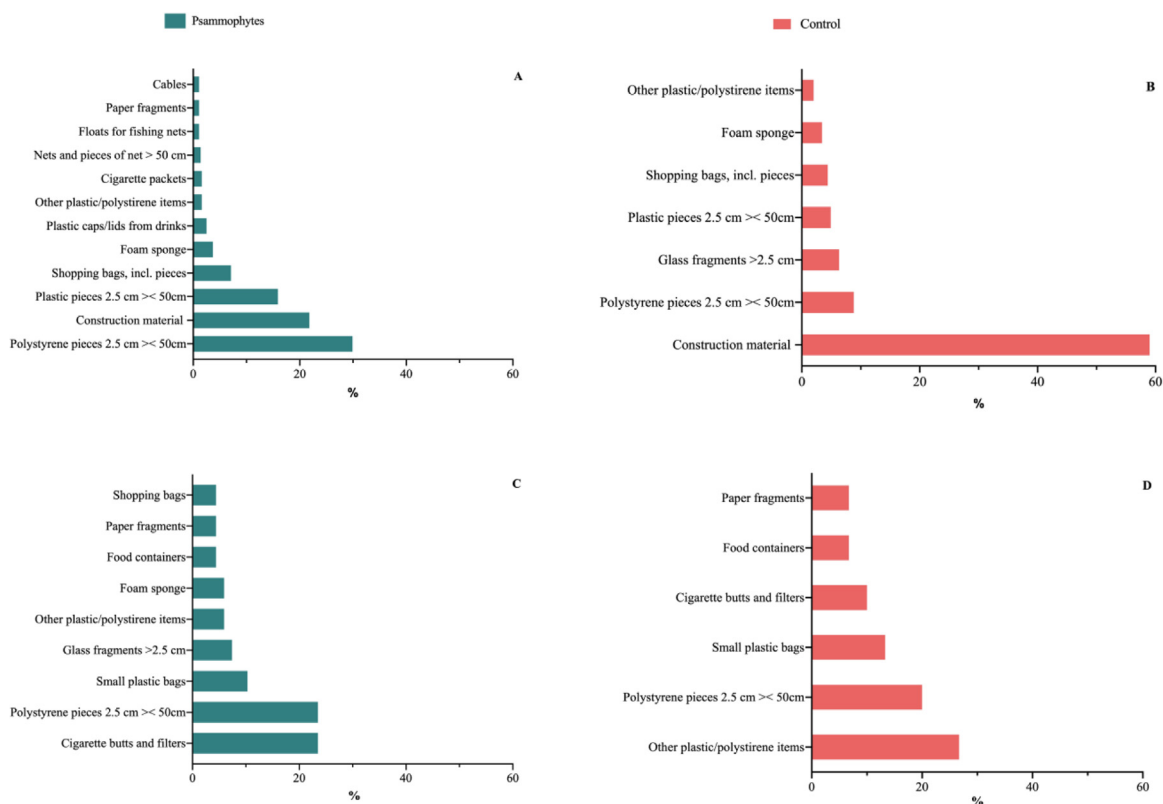 Psammophytes
Control
A
Cables
Paper fragments
Floats for fishing nets
Nets and pieces of net > 50 cm
Cigarette packets
Other plastic/polystirene items
Plastic caps/lids from drinks
Foam sponge
Shopping bags, incl. pieces
Plastic pieces 2.5 cm >< 50cm
Construction material
Polystyrene pieces 2.5 cm >< 50cm
0 20 40 60
%
B
Other plastic/polystirene items
Foam sponge
Shopping bags, incl. pieces
Plastic pieces 2.5 cm >< 50cm
Glass fragments >2.5 cm
Polystyrene pieces 2.5 cm >< 50cm
Construction material
0 20 40 60
%
C
Shopping bags
Paper fragments
Food containers
Foam sponge
Other plastic/polystirene items
Glass fragments >2.5 cm
Small plastic bags
Polystyrene pieces 2.5 cm >< 50cm
Cigarette butts and filters
0 20 40 60
%
D
Paper fragments
Food containers
Cigarette butts and filters
Small plastic bags
Polystyrene pieces 2.5 cm >< 50cm
Other plastic/polystirene items
0 20 40 60
%